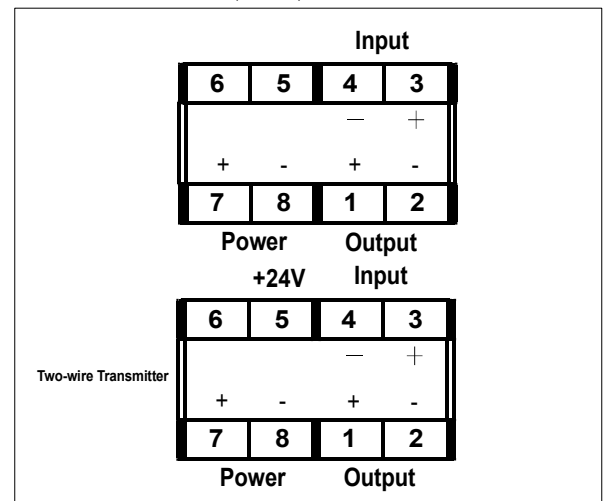 Input
6 5 4 3
— +
+ - + -
7 8 1 2
Power Output
+24V Input
6 5 4 3
— +
Two-wire Transmitter
+ - + -
7 8 1 2
Power Output